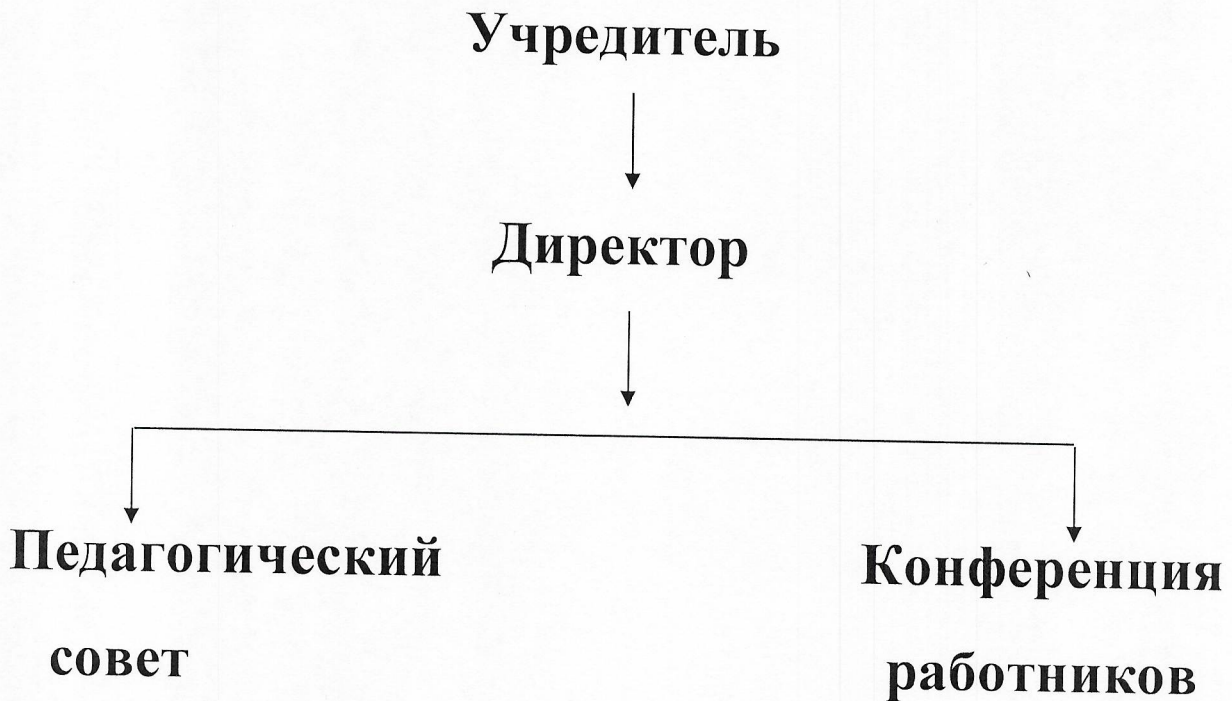 Учредитель
Директор
Педагогический
совет
Конференция
работников